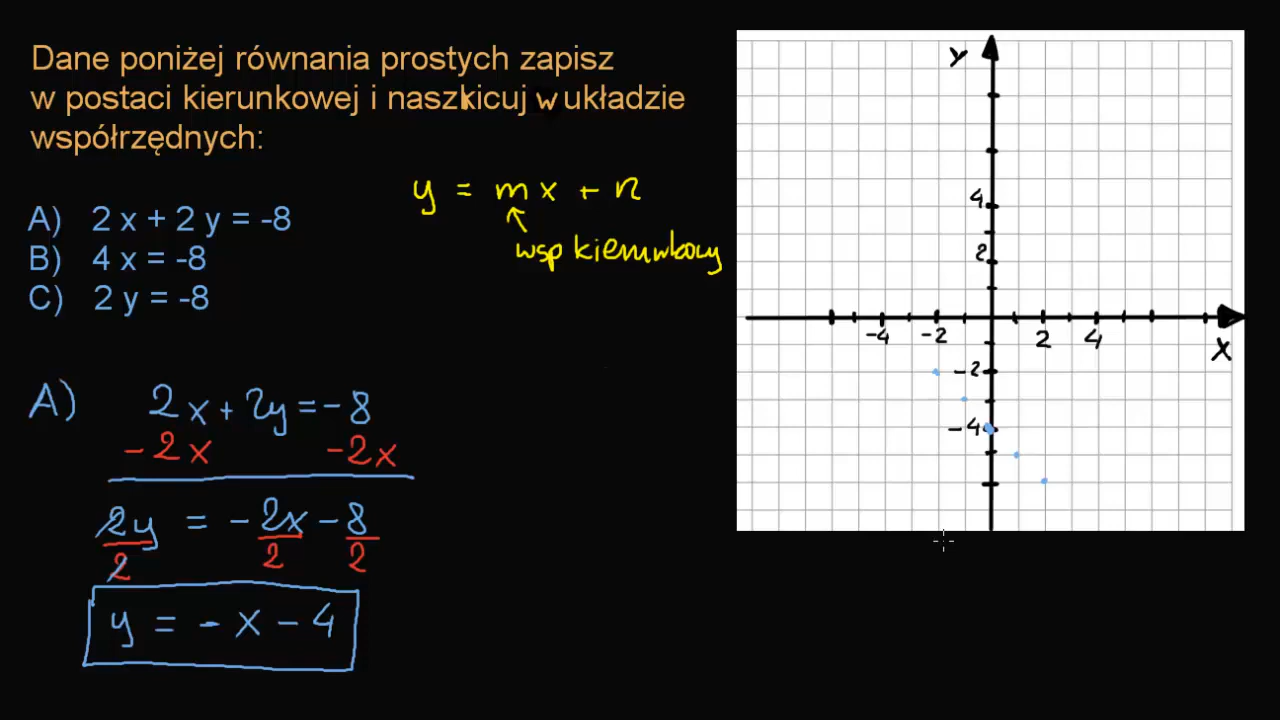 Dane poniżej równania prostych zapisz
w postaci kierunkowej i naszkicuj w układzie
współrzędnych:
y = mx + n
wsp kierunkowy
A) 2 x + 2 y = -8
B) 4 x = -8
C) 2 y = -8
A) 2x + 2y = -8
-2x -2x
2y/2 = -2x/2 - 8/2
y = -x - 4
y
4
2
-4 -2 2 4
x
-2
-4